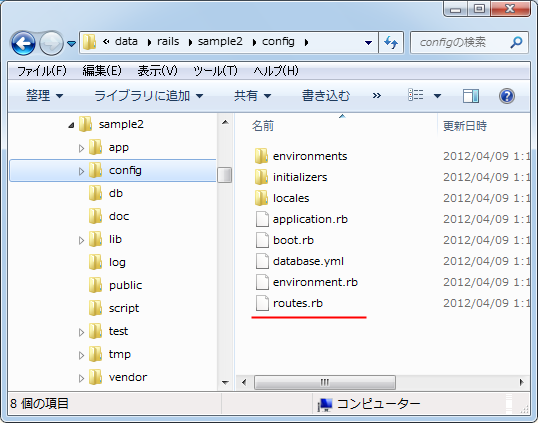 « data ▸ rails ▸ sample2 ▸ config ▸ configの検索
ファイル(F) 編集(E) 表示(V) ツール(T) ヘルプ(H)
整理 ライブラリに追加 共有 書き込む »
sample2
app
config
db
doc
lib
log
public
script
test
tmp
vendor
名前 更新日時
environments 2012/04/09 1:1
initializers 2012/04/09 1:1
locales 2012/04/09 1:1
application.rb 2012/04/09 1:1
boot.rb 2012/04/09 1:1
database.yml 2012/04/09 1:1
environment.rb 2012/04/09 1:1
routes.rb 2012/04/09 1:1
8 個の項目 コンピューター